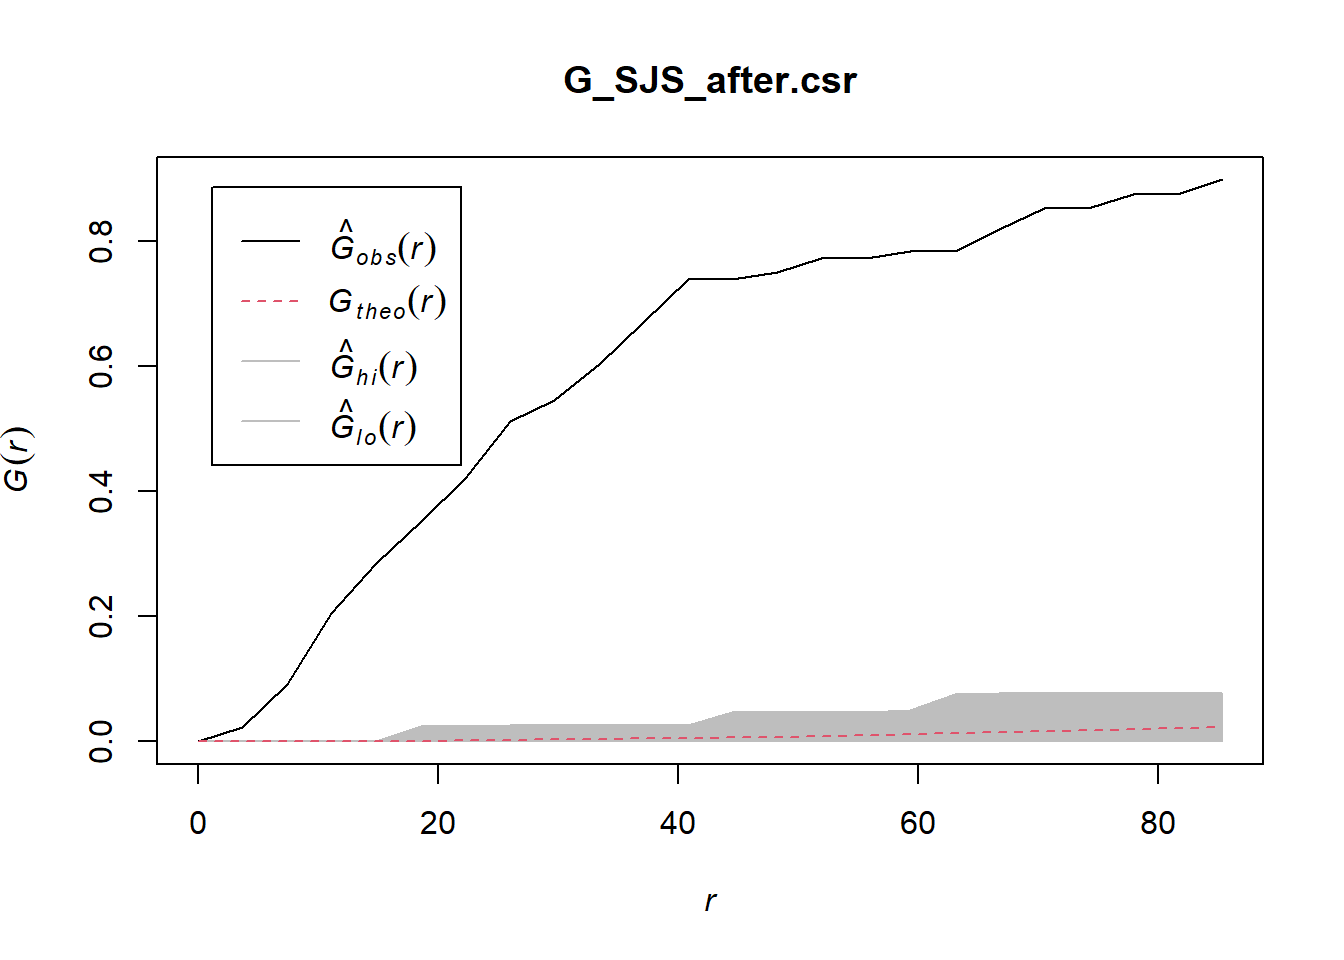 G_SJS_after.csr
Ĝobs(r)
Gtheo(r)
Ĝhi(r)
Ĝlo(r)
G(r)
0.8
0.6
0.4
0.2
0.0
0 20 40 60 80
r